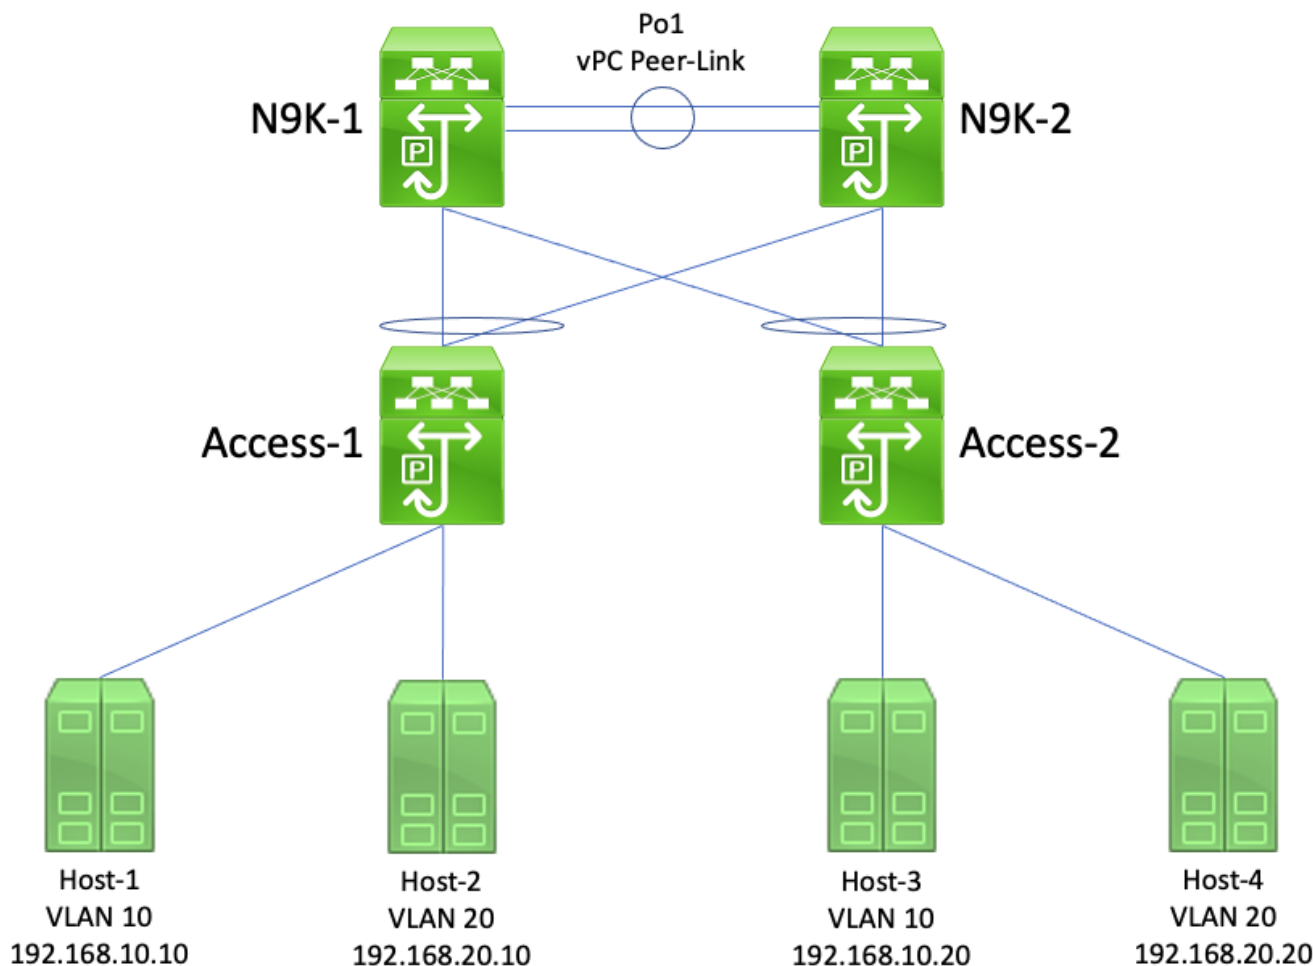 Po1
vPC Peer-Link
N9K-1
N9K-2
P
P
Access-1
Access-2
P
P
Host-1
VLAN 10
192.168.10.10
Host-2
VLAN 20
192.168.20.10
Host-3
VLAN 10
192.168.10.20
Host-4
VLAN 20
192.168.20.20